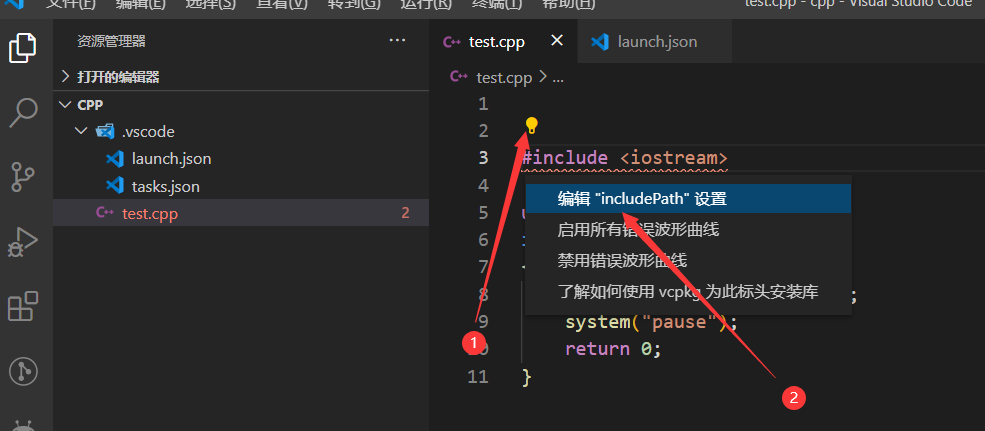 文件(F) 编辑(E) 选择(S) 查看(V) 转到(G) 运行(R) 终端(T) 帮助(H) test.cpp - cpp - Visual Studio Code
资源管理器 ...
打开的编辑器
CPP
.vscode
launch.json
tasks.json
test.cpp 2
test.cpp launch.json
test.cpp > ...
1
2
3 #include <iostream>
4
编辑 "includePath" 设置
5
启用所有错误波形曲线
6
禁用错误波形曲线
7
了解如何使用 vcpkg 为此标头安装库
8 ;
9 system("pause");
10 return 0;
11 }
1
2